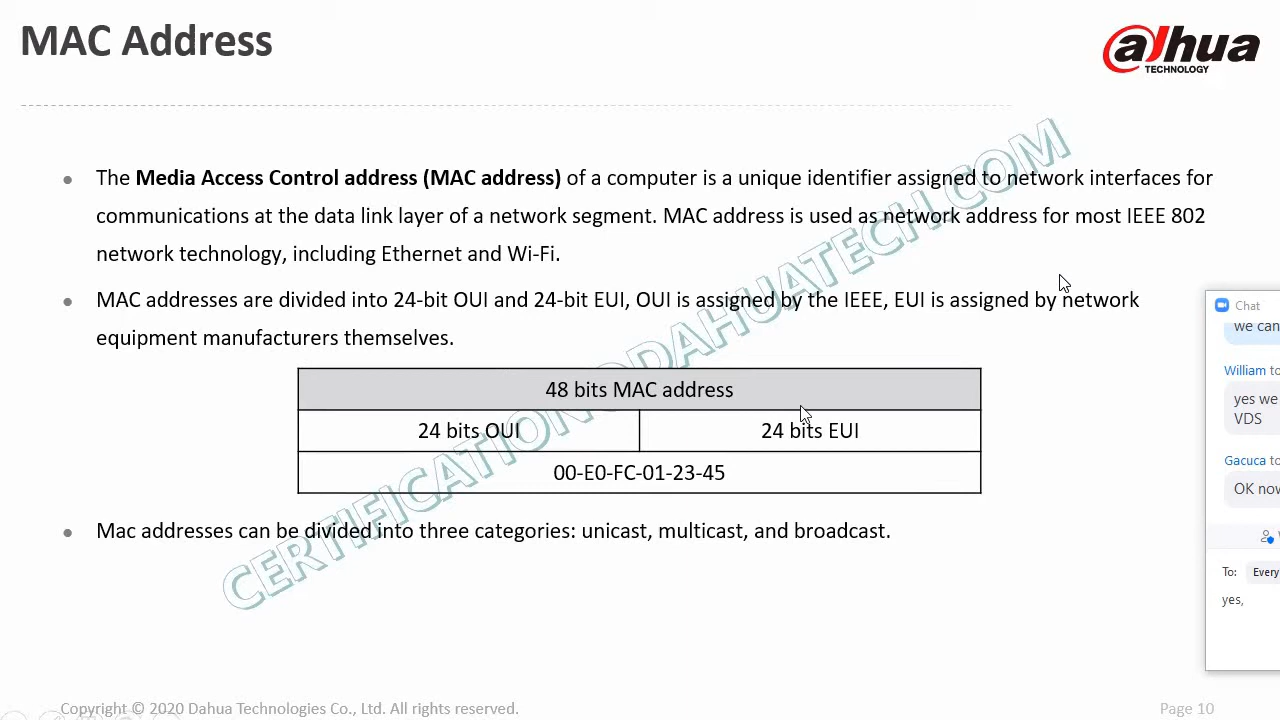 MAC Address
alhua
TECHNOLOGY
The Media Access Control address (MAC address) of a computer is a unique identifier assigned to network interfaces for
communications at the data link layer of a network segment. MAC address is used as network address for most IEEE 802
network technology, including Ethernet and Wi-Fi.
MAC addresses are divided into 24-bit OUI and 24-bit EUI, OUI is assigned by the IEEE, EUI is assigned by network
equipment manufacturers themselves.
48 bits MAC address
24 bits OUI 24 bits EUI
00-E0-FC-01-23-45
Mac addresses can be divided into three categories: unicast, multicast, and broadcast.
CERTIFICATION@DAHUATECH.COM
Chat
we can
William to
yes we
VDS
Gacuca to
OK now
To: Every
yes,
Copyright © 2020 Dahua Technologies Co., Ltd. All rights reserved.
Page 10